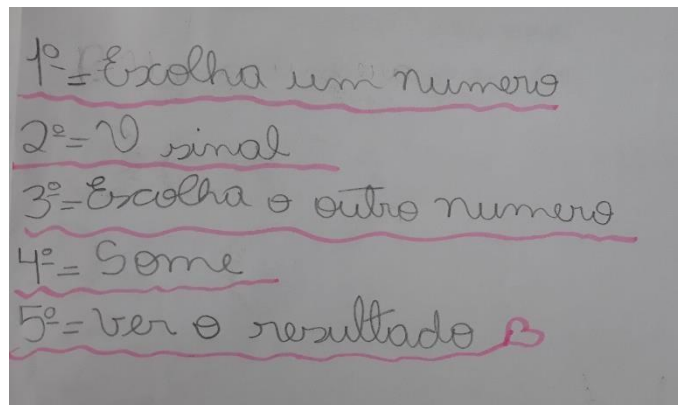 1º= Escolha um numero
2º= O sinal
3º= Escolha o outro numero
4º= Some
5º= Ver o resultado